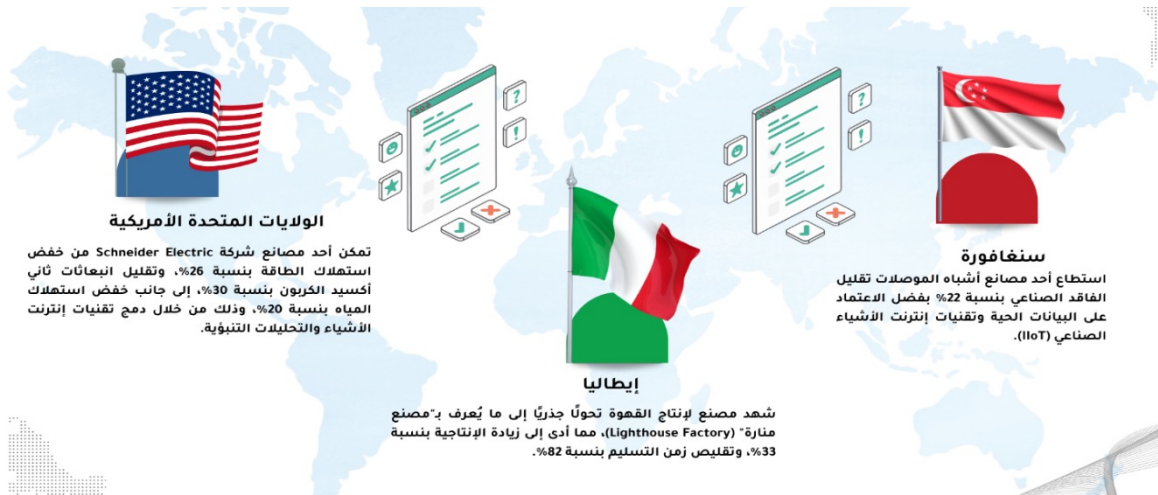 سنغافورة
استطاع أحد مصانع أشباه الموصلات تقليل
الفاقد الصناعي بنسبة 22% بفضل الاعتماد
على البيانات الحية وتقنيات إنترنت الأشياء
الصناعي (IIoT).
إيطاليا
شهد مصنع لإنتاج القهوة تحولًا جذريًا إلى ما يُعرف بـ"مصنع
منارة" (Lighthouse Factory)، مما أدى إلى زيادة الإنتاجية بنسبة
33%، وتقليص زمن التسليم بنسبة 82%.
الولايات المتحدة الأمريكية
تمكن أحد مصانع شركة Schneider Electric من خفض
استهلاك الطاقة بنسبة 26%، وتقليل انبعاثات ثاني
أكسيد الكربون بنسبة 30%، إلى جانب خفض استهلاك
المياه بنسبة 20%، وذلك من خلال دمج تقنيات إنترنت
الأشياء والتحليلات التنبؤية.